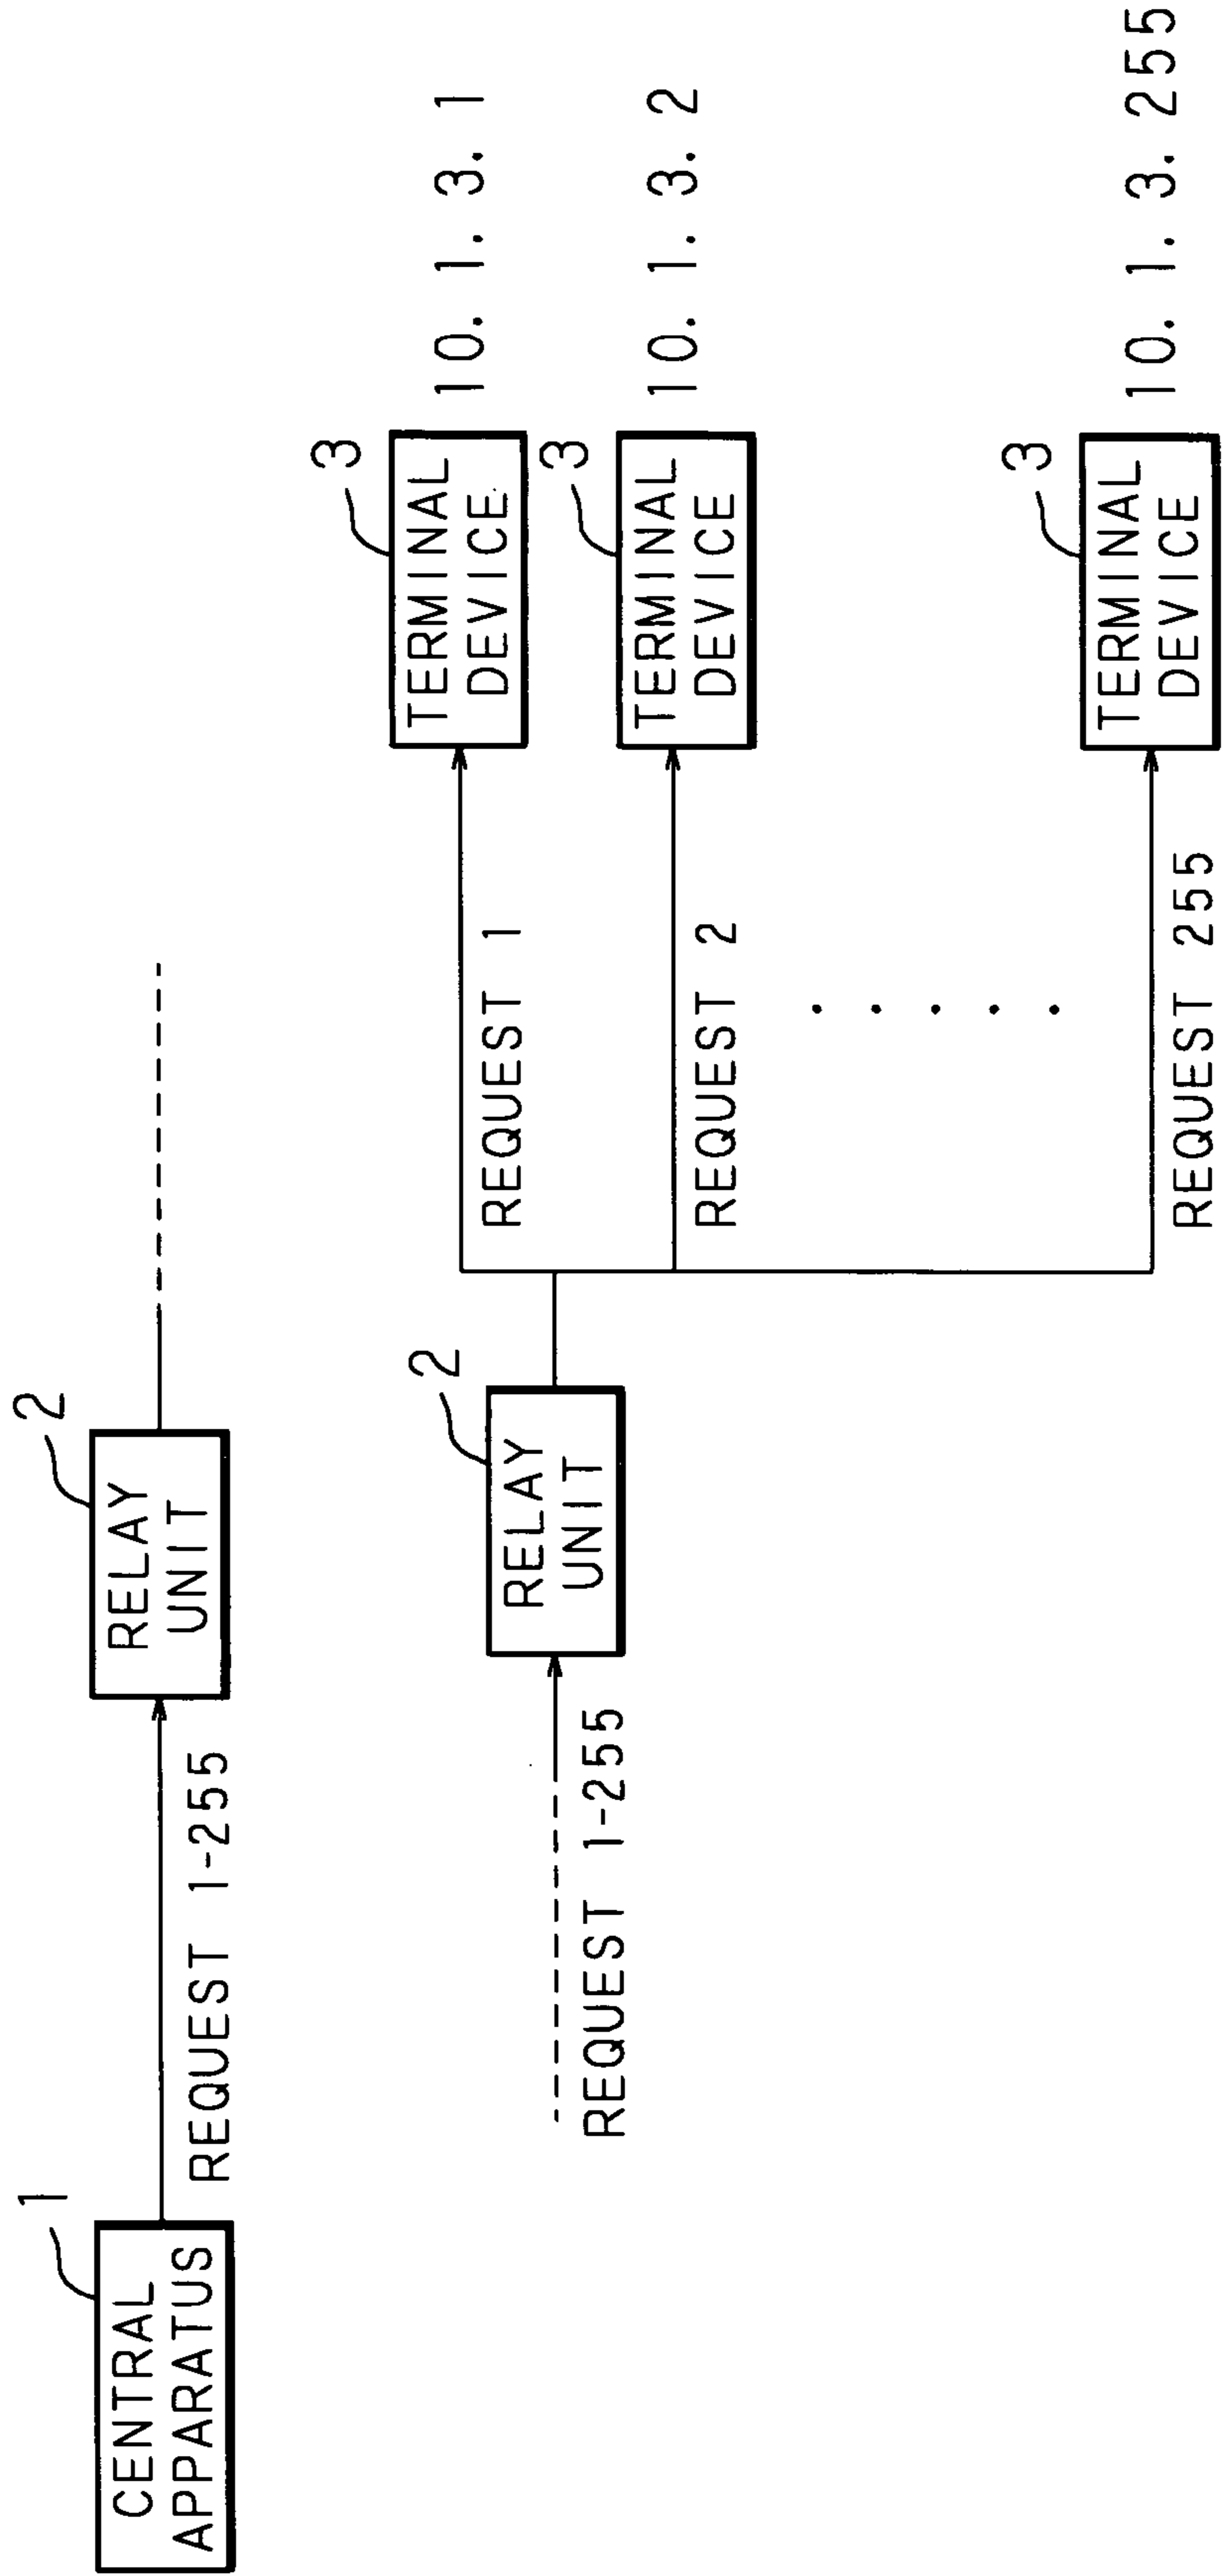 1
CENTRAL
APPARATUS
REQUEST 1-255
2
RELAY
UNIT
REQUEST 1-255
2
RELAY
UNIT
REQUEST 1
3
TERMINAL
DEVICE
10. 1. 3. 1
REQUEST 2
3
TERMINAL
DEVICE
10. 1. 3. 2
REQUEST 255
3
TERMINAL
DEVICE
10. 1. 3. 255